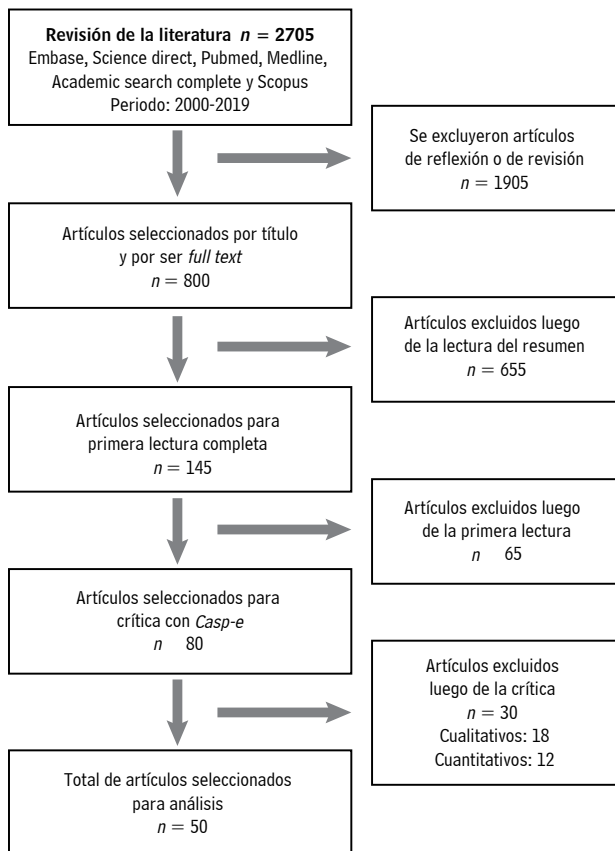 Revisión de la literatura n = 2705
Embase, Science direct, Pubmed, Medline,
Academic search complete y Scopus
Periodo: 2000-2019
Se excluyeron artículos
de reflexión o de revisión
n = 1905
Artículos seleccionados por título
y por ser full text
n = 800
Artículos excluidos luego
de la lectura del resumen
n = 655
Artículos seleccionados para
primera lectura completa
n = 145
Artículos excluidos luego
de la primera lectura
n 65
Artículos seleccionados para
crítica con Casp-e
n 80
Artículos excluidos
luego de la crítica
n = 30
Cualitativos: 18
Cuantitativos: 12
Total de artículos seleccionados
para análisis
n = 50